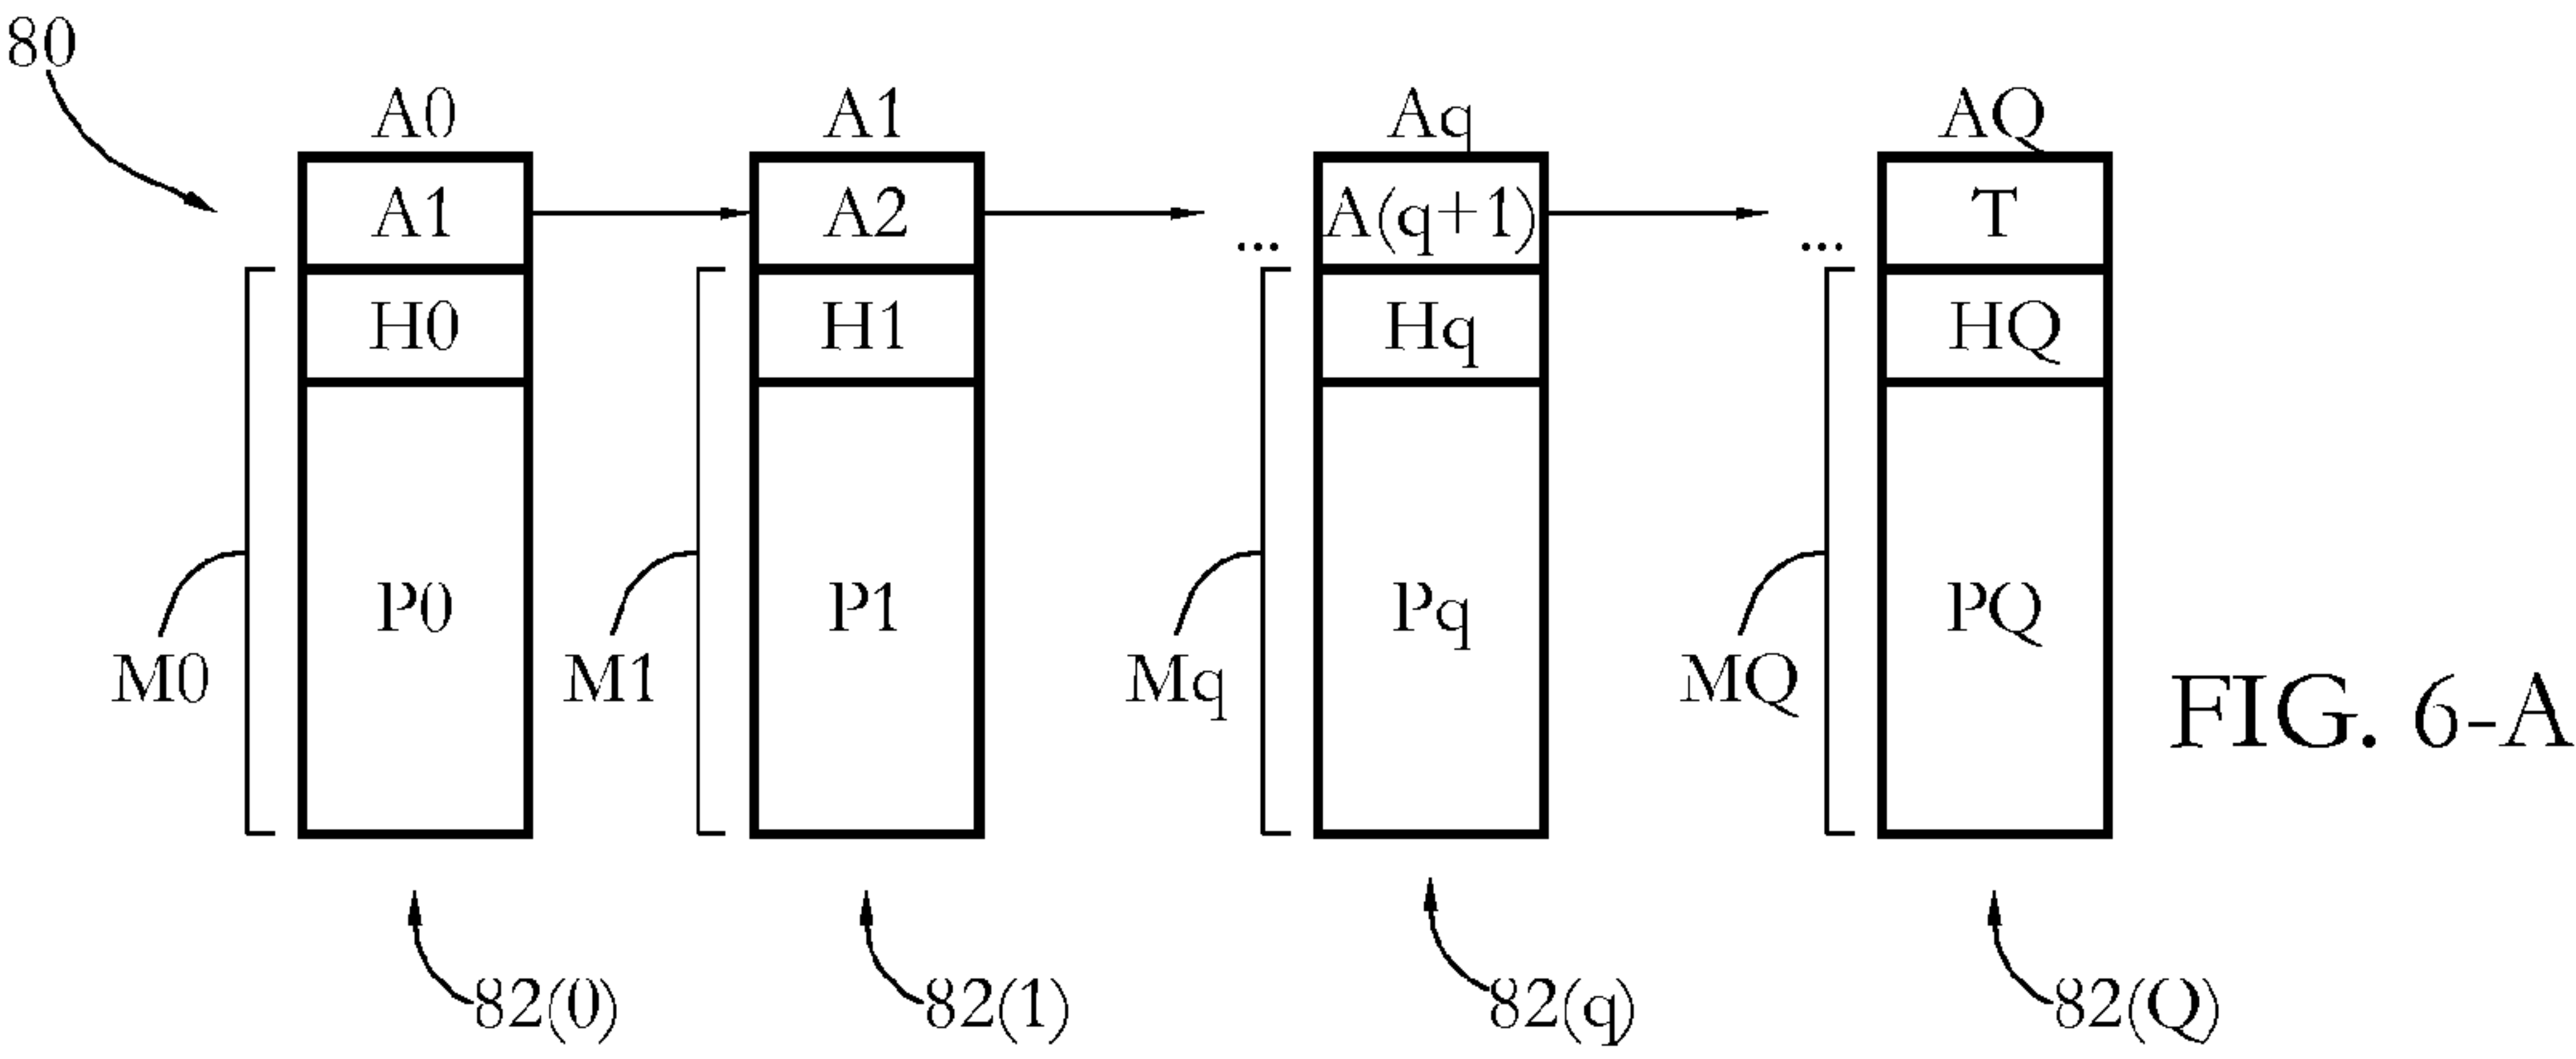 80
A0 A1 Aq AQ
A1 A2 ... A(q+1) ... T
H0 H1 Hq HQ
P0 P1 Pq PQ
M0 M1 Mq MQ
FIG. 6-A
82(0) 82(1) 82(q) 82(Q)